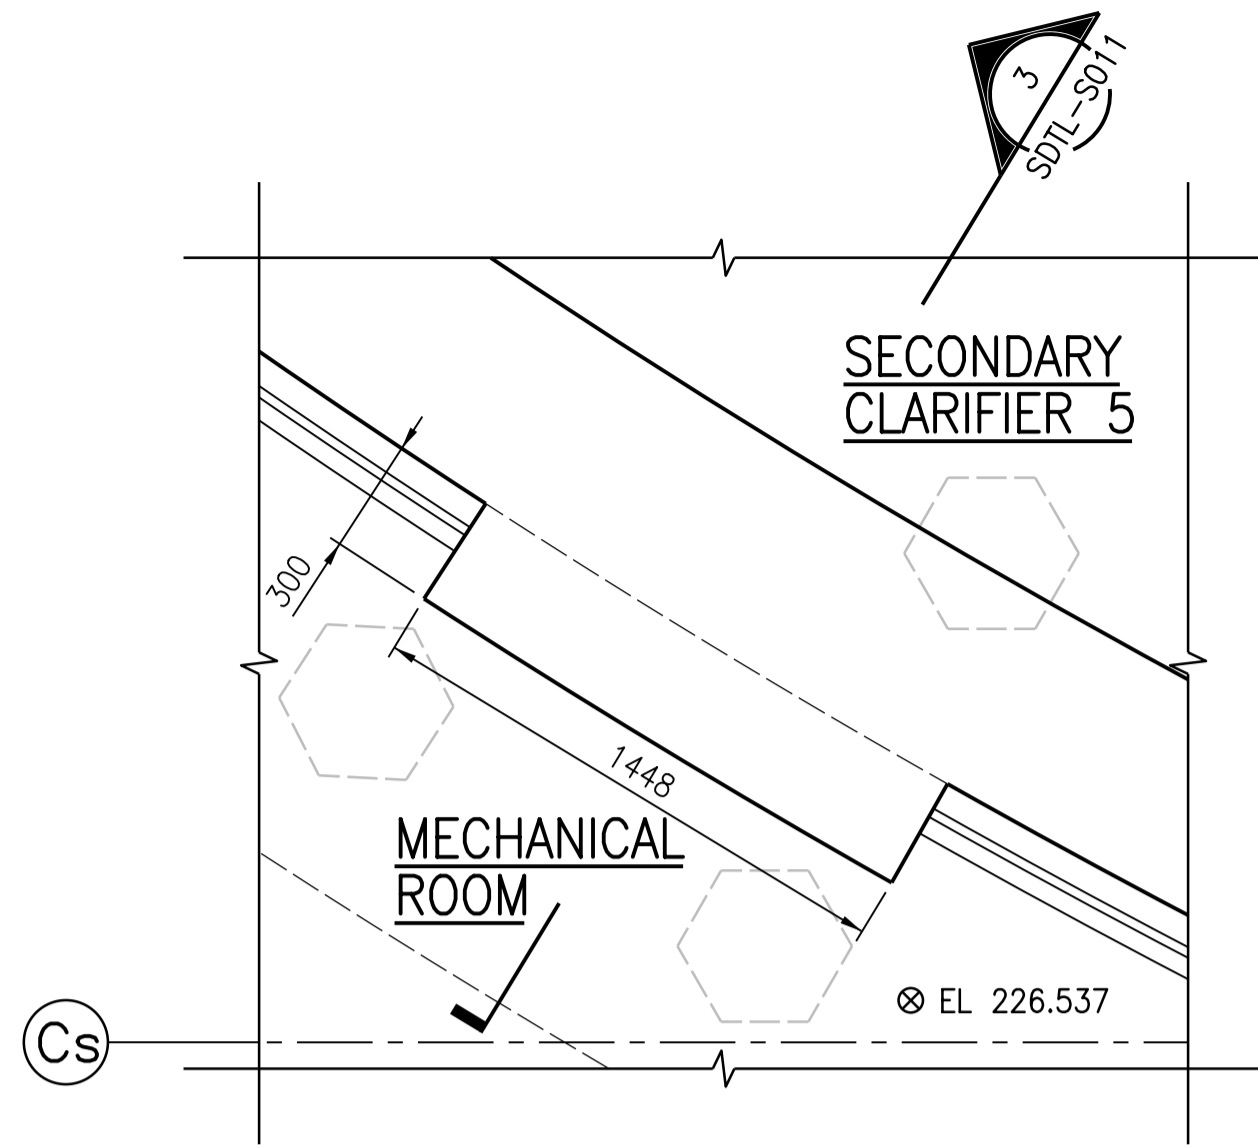 3
SDTL-S011
SECONDARY
CLARIFIER 5
300
1448
MECHANICAL
ROOM
EL 226.537
Cs